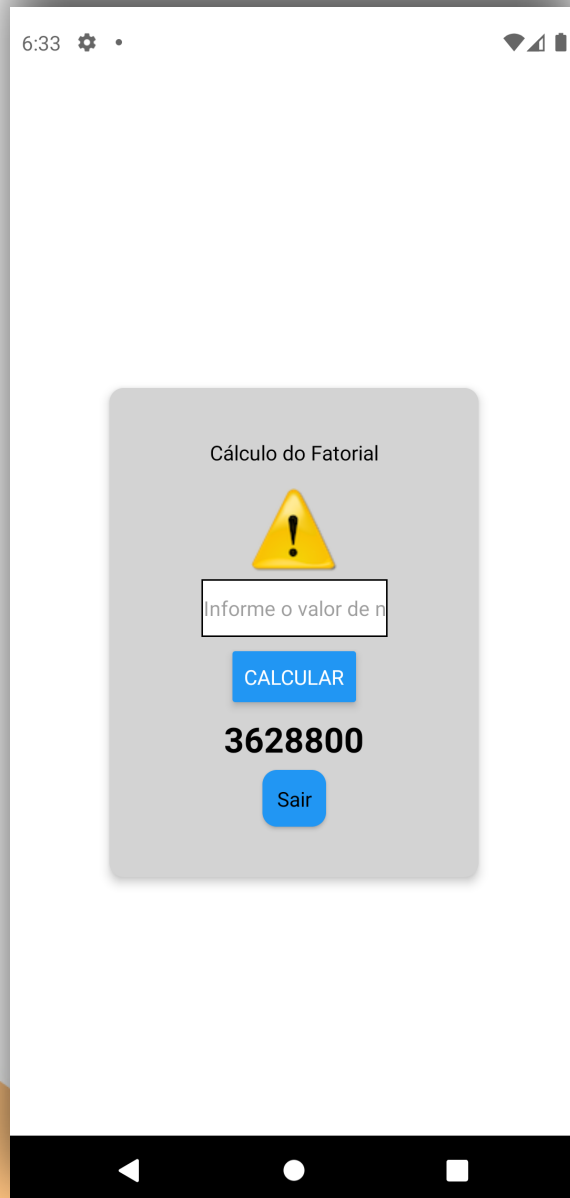 6:33
Cálculo do Fatorial
Informe o valor de n
CALCULAR
3628800
Sair